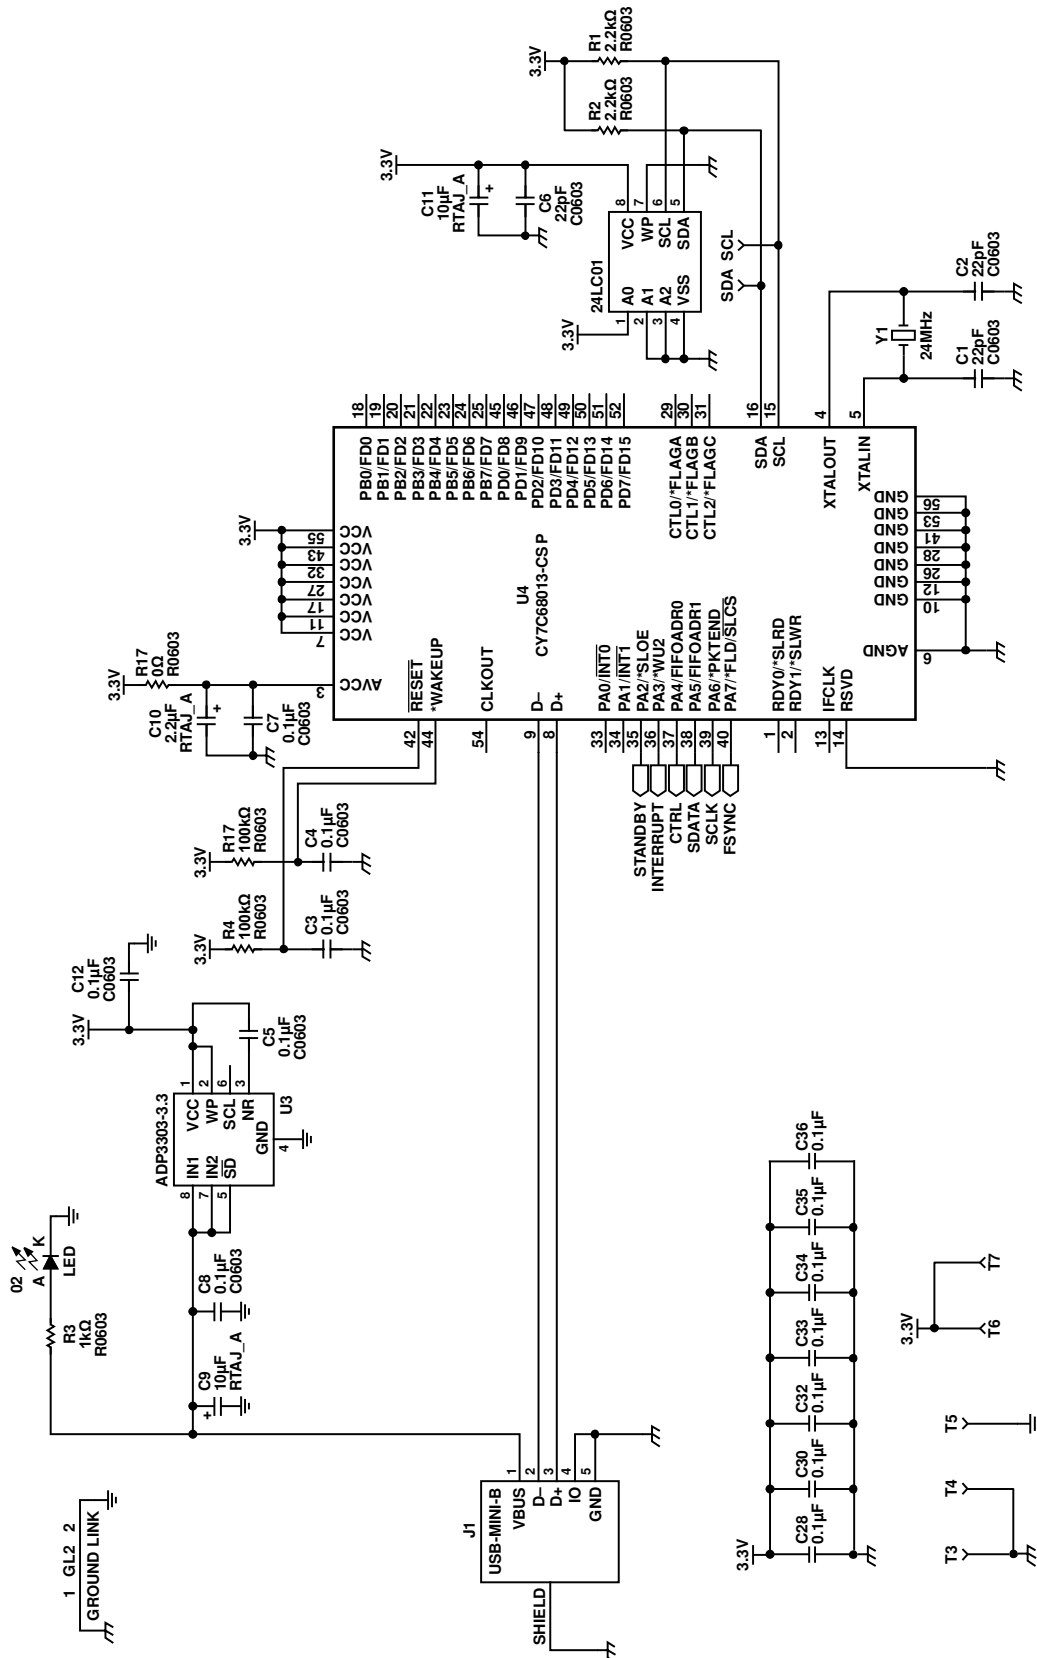 1 GL2 2
GROUND LINK
R3
1kΩ
R0603
02
A K
LED
C9
10µF
RTAJ_A
+
C8
0.1µF
C0603
ADP3303-3.3
8 IN1
7 IN2
5 SD
VCC 1
WP 2
SCL 6
NR 3
GND
4
U3
3.3V
C12
0.1µF
C0603
C5
0.1µF
C0603
3.3V
R4
100kΩ
R0603
C3
0.1µF
C0603
3.3V
R17
100kΩ
R0603
C4
0.1µF
C0603
3.3V
R17
0Ω
R0603
C10
2.2µF
RTAJ_A
+
C7
0.1µF
C0603
3.3V
J1
USB-MINI-B
SHIELD
VBUS 1
D– 2
D+ 3
IO 4
GND 5
3 AVCC
7 VCC
11 VCC
17 VCC
27 VCC
32 VCC
43 VCC
55 VCC
42 RESET
44 *WAKEUP
54 CLKOUT
9 D–
8 D+
33 PA0/INT0
34 PA1/INT1
STANDBY 35 PA2/*SLOE
INTERRUPT 36 PA3/*WU2
CTRL 37 PA4/FIFOADR0
SDATA 38 PA5/FIFOADR1
SCLK 39 PA6/*PKTEND
FSYNC 40 PA7/*FLD/SLCS
1 RDY0/*SLRD
2 RDY1/*SLWR
13 IFCLK
14 RSVD
U4
CY7C68013-CSP
PB0/FD0 18
PB1/FD1 19
PB2/FD2 20
PB3/FD3 21
PB4/FD4 22
PB5/FD5 23
PB6/FD6 24
PB7/FD7 25
PD0/FD8 45
PD1/FD9 46
PD2/FD10 47
PD3/FD11 48
PD4/FD12 49
PD5/FD13 50
PD6/FD14 51
PD7/FD15 52
CTL0/*FLAGA 29
CTL1/*FLAGB 30
CTL2/*FLAGC 31
SDA 16
SCL 15
XTALOUT 4
XTALIN 5
AGND 6
GND 10
GND 12
GND 26
GND 28
GND 41
GND 53
GND 56
3.3V
24LC01
1 A0
2 A1
3 A2
4 VSS
VCC 8
WP 7
SCL 6
SDA 5
3.3V
C11
10µF
RTAJ_A
+
C6
22pF
C0603
3.3V
R2
2.2kΩ
R0603
R1
2.2kΩ
R0603
SDA SCL
Y1
24MHz
C1
22pF
C0603
C2
22pF
C0603
3.3V
C28
0.1µF
C30
0.1µF
C32
0.1µF
C33
0.1µF
C34
0.1µF
C35
0.1µF
C36
0.1µF
T3
T4
T5
3.3V
T6
T7